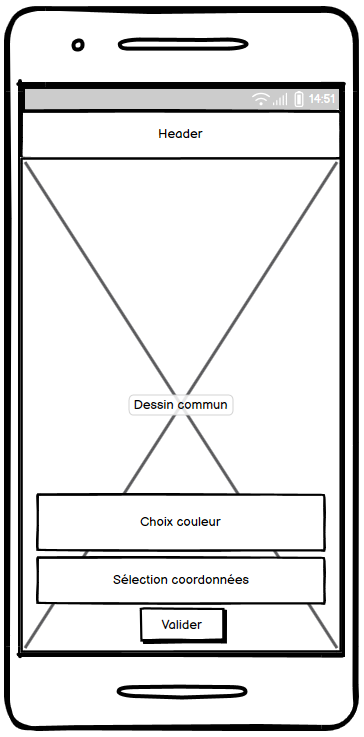 14:51
Header
Dessin commun
Choix couleur
Sélection coordonnées
Valider